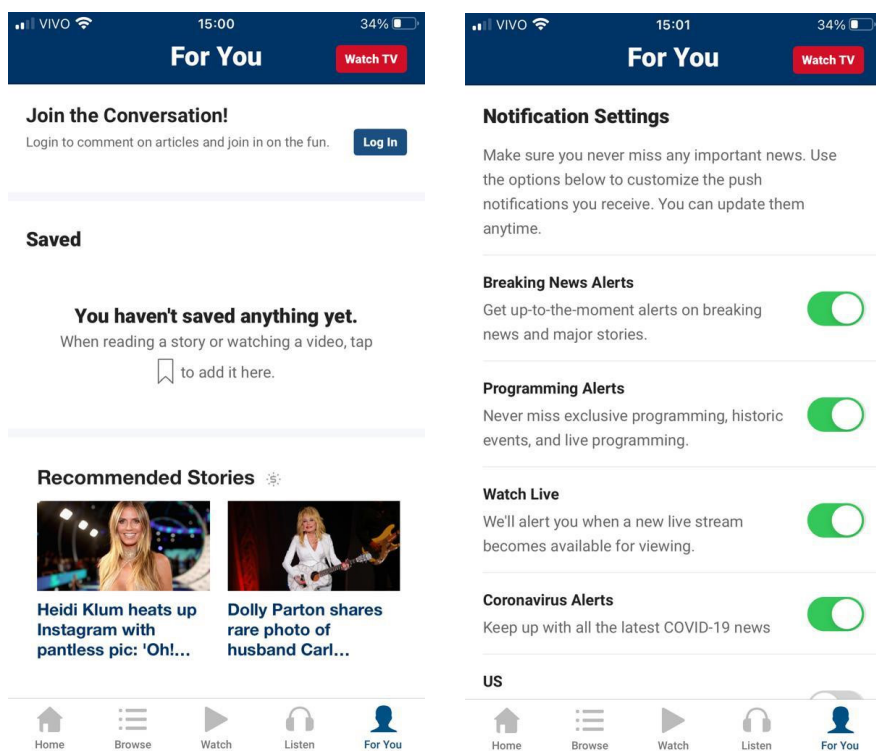 VIVO 15:00 34%
For You
Watch TV
Join the Conversation!
Login to comment on articles and join in on the fun.
Log In
Saved
You haven't saved anything yet.
When reading a story or watching a video, tap
to add it here.
Recommended Stories
Heidi Klum heats up
Instagram with
pantless pic: 'Oh!...
Dolly Parton shares
rare photo of
husband Carl...
Home Browse Watch Listen For You
VIVO 15:01 34%
For You
Watch TV
Notification Settings
Make sure you never miss any important news. Use
the options below to customize the push
notifications you receive. You can update them
anytime.
Breaking News Alerts
Get up-to-the-moment alerts on breaking
news and major stories.
Programming Alerts
Never miss exclusive programming, historic
events, and live programming.
Watch Live
We'll alert you when a new live stream
becomes available for viewing.
Coronavirus Alerts
Keep up with all the latest COVID-19 news
US
Home Browse Watch Listen For You